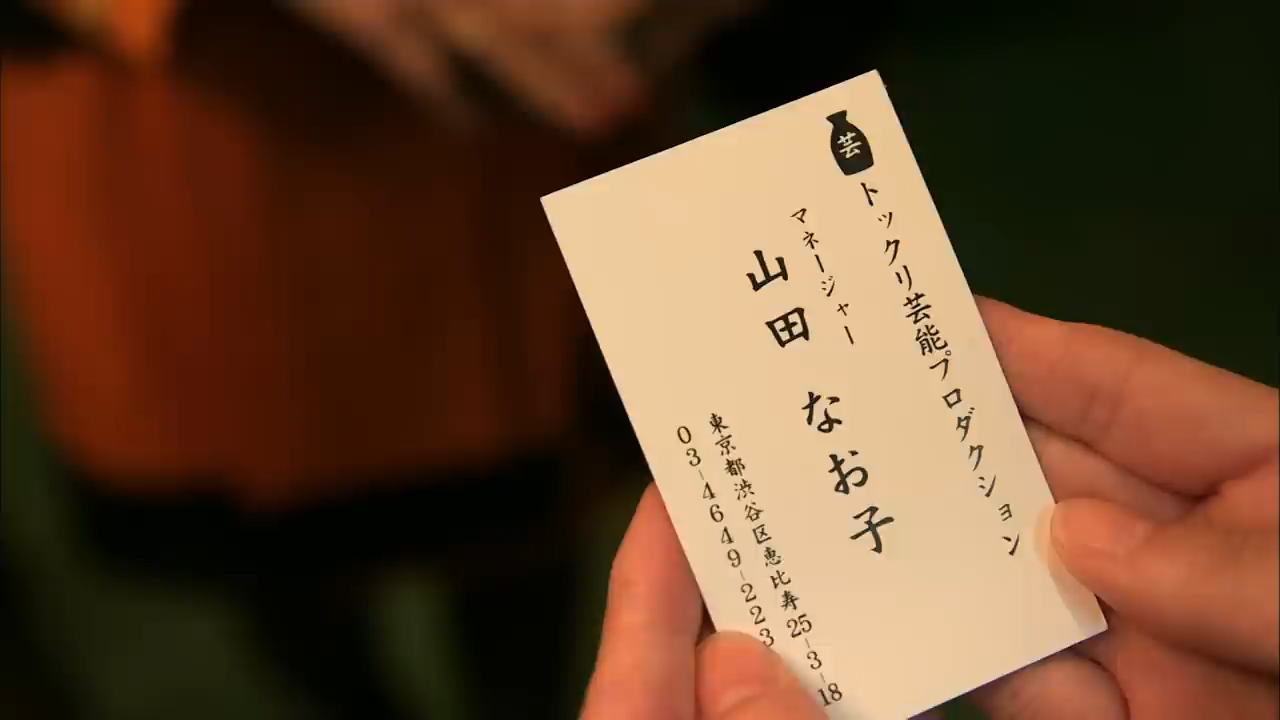 芸
トックリ芸能プロダクション
マネージャー
山田 なお子
東京都渋谷区恵比寿25-3-18
03-4649-223